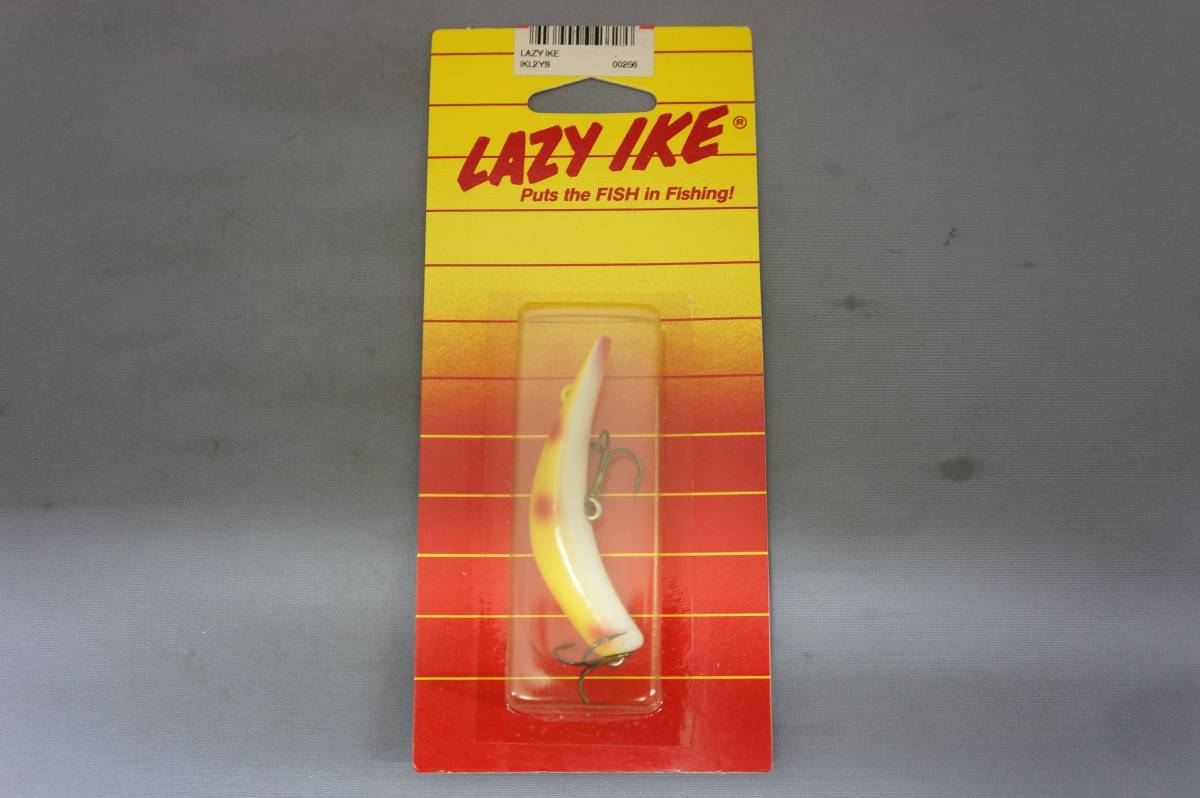 LAZY IKE
IKL2YS 00256
LAZY IKE®
Puts the FISH in Fishing!